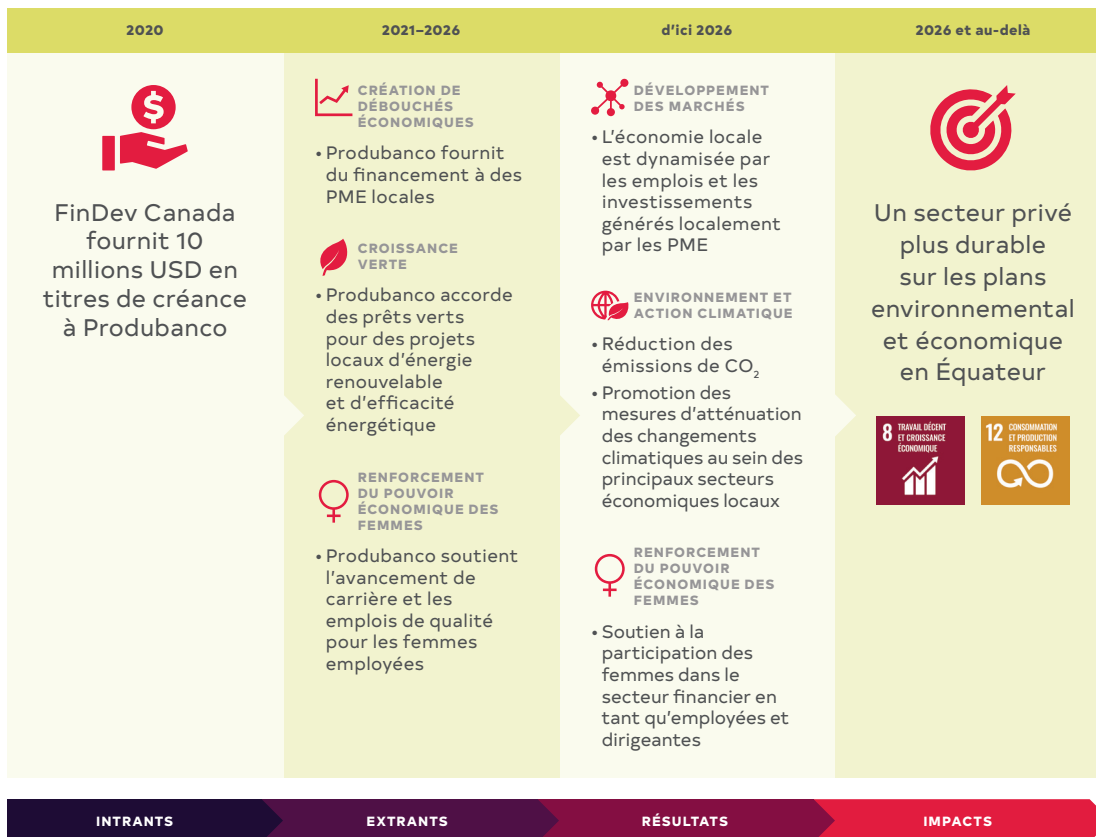 2020
2021–2026
d'ici 2026
2026 et au-delà
$
FinDev Canada
fournit 10
millions USD en
titres de créance
à Produbanco
CRÉATION DE
DÉBOUCHÉS
ÉCONOMIQUES
• Produbanco fournit
du financement à des
PME locales
CROISSANCE
VERTE
• Produbanco accorde
des prêts verts
pour des projets
locaux d'énergie
renouvelable
et d'efficacité
énergétique
RENFORCEMENT
DU POUVOIR
ÉCONOMIQUE DES
FEMMES
• Produbanco soutient
l'avancement de
carrière et les
emplois de qualité
pour les femmes
employées
DÉVELOPPEMENT
DES MARCHÉS
• L'économie locale
est dynamisée par
les emplois et les
investissements
générés localement
par les PME
ENVIRONNEMENT ET
ACTION CLIMATIQUE
• Réduction des
émissions de CO₂
• Promotion des
mesures d'atténuation
des changements
climatiques au sein des
principaux secteurs
économiques locaux
RENFORCEMENT
DU POUVOIR
ÉCONOMIQUE DES
FEMMES
• Soutien à la
participation des
femmes dans le
secteur financier en
tant qu'employées et
dirigeantes
Un secteur privé
plus durable
sur les plans
environnemental
et économique
en Équateur
8 TRAVAIL DÉCENT
ET CROISSANCE
ÉCONOMIQUE
12 CONSOMMATION
ET PRODUCTION
RESPONSABLES
INTRANTS
EXTRANTS
RÉSULTATS
IMPACTS